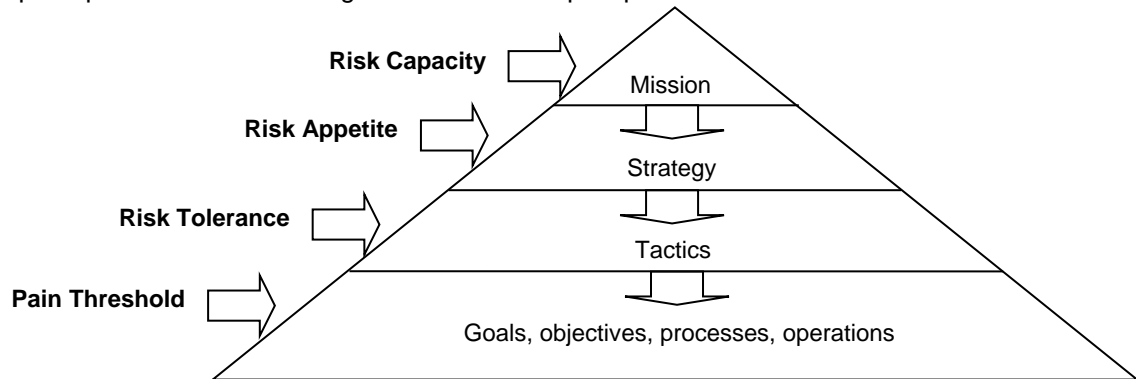 Risk Capacity
Mission
Risk Appetite
Strategy
Risk Tolerance
Tactics
Pain Threshold
Goals, objectives, processes, operations